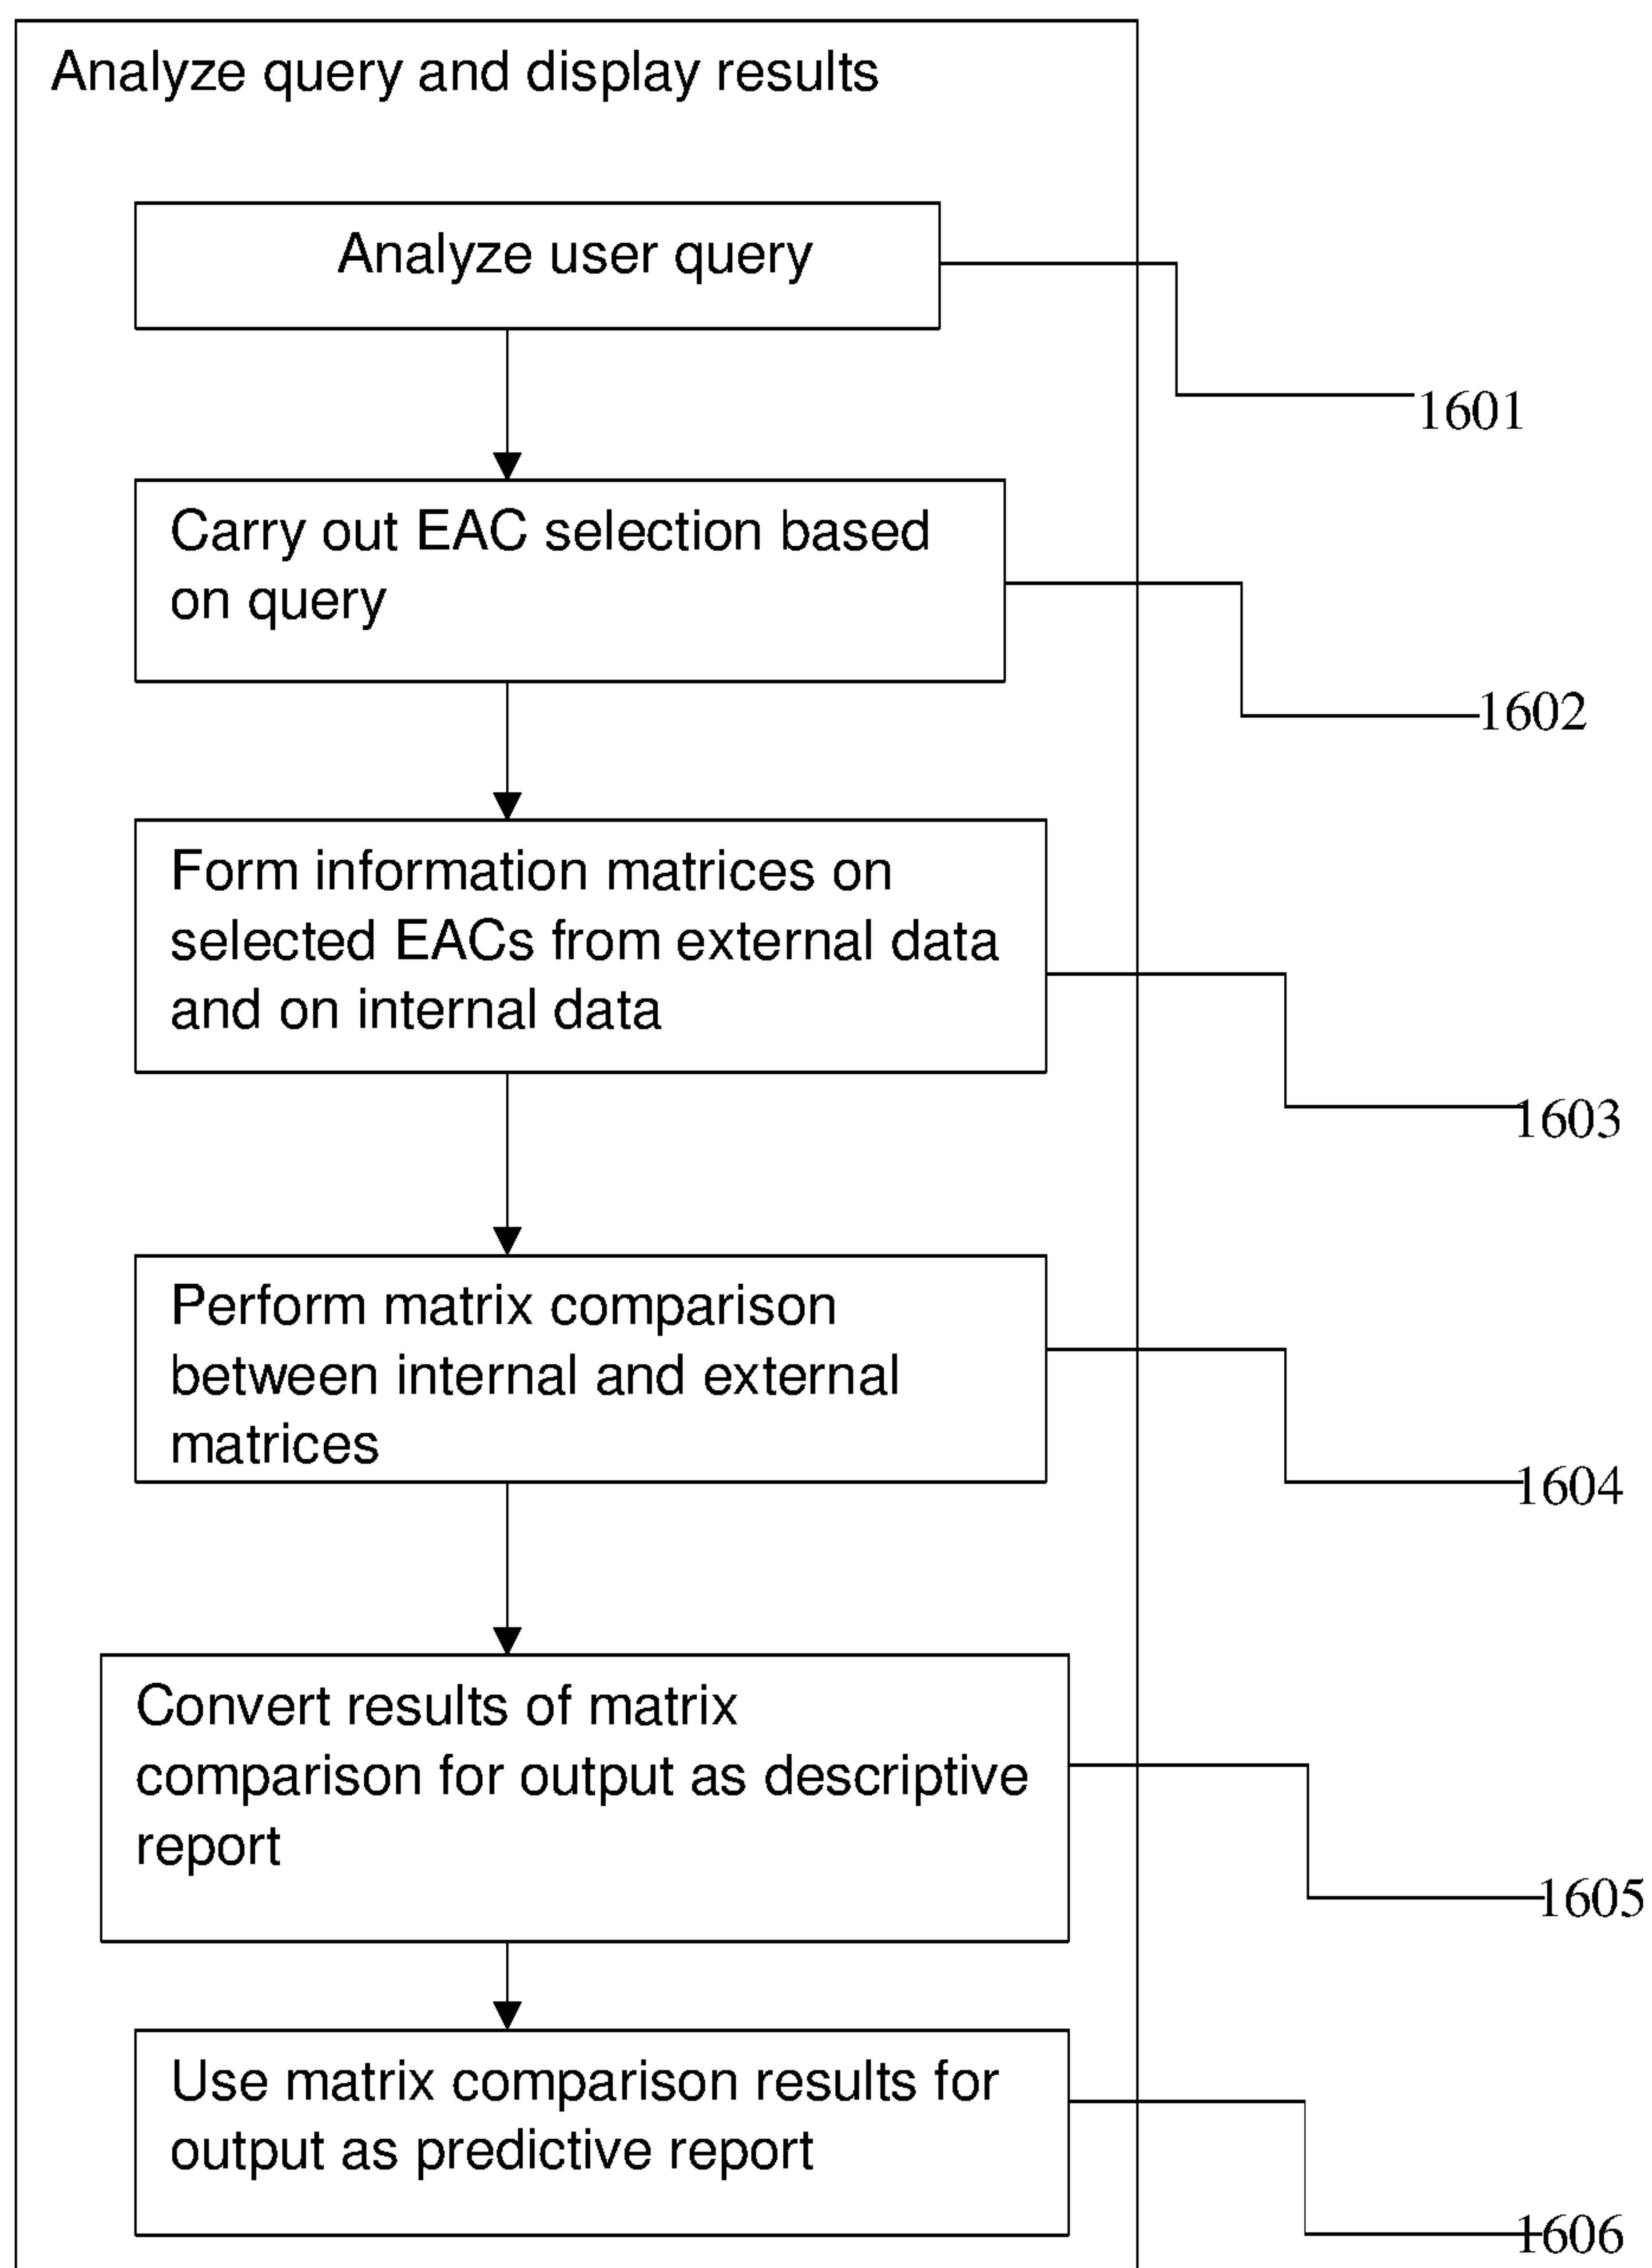 Analyze query and display results
Analyze user query
1601
Carry out EAC selection based
on query
1602
Form information matrices on
selected EACs from external data
and on internal data
1603
Perform matrix comparison
between internal and external
matrices
1604
Convert results of matrix
comparison for output as descriptive
report
1605
Use matrix comparison results for
output as predictive report
1606